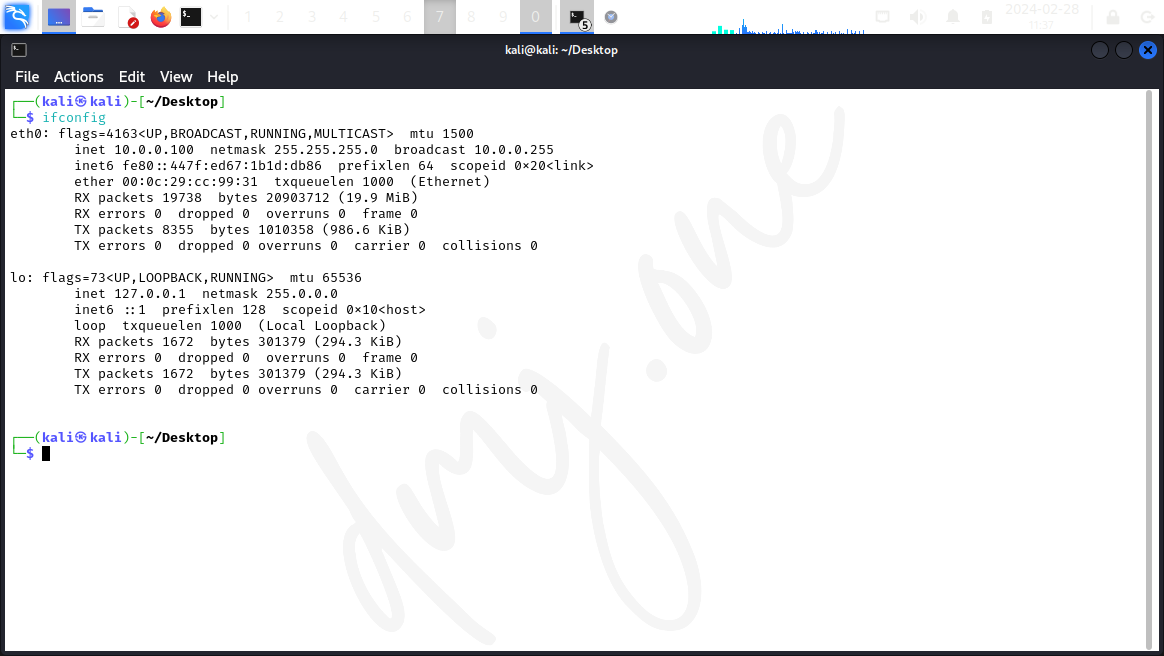 1 2 3 4 5 6 7 8 9 0 5 2024-02-28
11:37
kali@kali: ~/Desktop
File Actions Edit View Help
┌──(kali㉿kali)-[~/Desktop]
└─$ ifconfig
eth0: flags=4163<UP,BROADCAST,RUNNING,MULTICAST>  mtu 1500
        inet 10.0.0.100  netmask 255.255.255.0  broadcast 10.0.0.255
        inet6 fe80::447f:ed67:1b1d:db86  prefixlen 64  scopeid 0×20<link>
        ether 00:0c:29:cc:99:31  txqueuelen 1000  (Ethernet)
        RX packets 19738  bytes 20903712 (19.9 MiB)
        RX errors 0  dropped 0  overruns 0  frame 0
        TX packets 8355  bytes 1010358 (986.6 KiB)
        TX errors 0  dropped 0 overruns 0  carrier 0  collisions 0
lo: flags=73<UP,LOOPBACK,RUNNING>  mtu 65536
        inet 127.0.0.1  netmask 255.0.0.0
        inet6 ::1  prefixlen 128  scopeid 0×10<host>
        loop  txqueuelen 1000  (Local Loopback)
        RX packets 1672  bytes 301379 (294.3 KiB)
        RX errors 0  dropped 0  overruns 0  frame 0
        TX packets 1672  bytes 301379 (294.3 KiB)
        TX errors 0  dropped 0 overruns 0  carrier 0  collisions 0
┌──(kali㉿kali)-[~/Desktop]
└─$
dmj.one